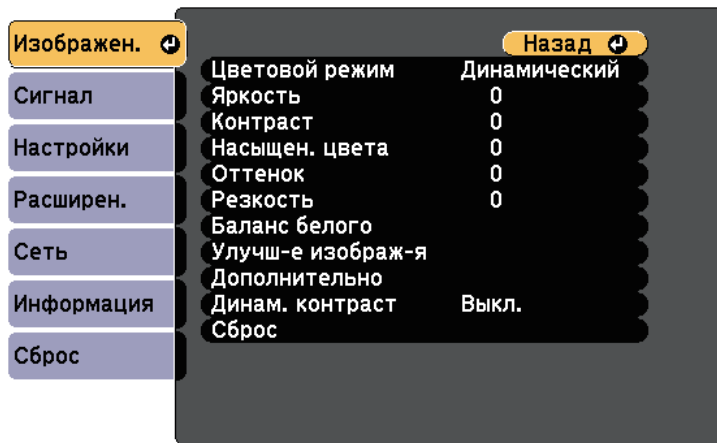 Изображен.
Сигнал
Настройки
Расширен.
Сеть
Информация
Сброс
Назад
Цветовой режим Динамический
Яркость 0
Контраст 0
Насыщен. цвета 0
Оттенок 0
Резкость 0
Баланс белого
Улучш-е изображ-я
Дополнительно
Динам. контраст Выкл.
Сброс